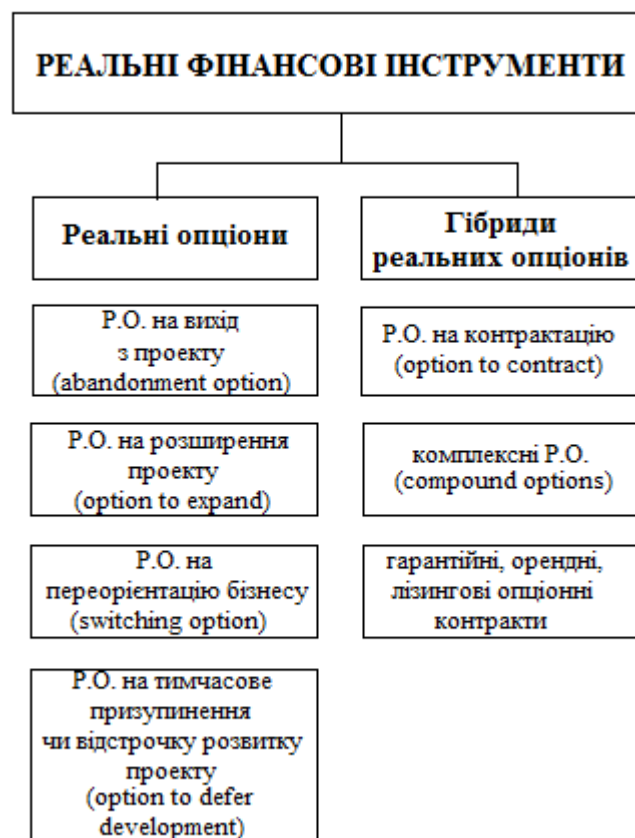 РЕАЛЬНІ ФІНАНСОВІ ІНСТРУМЕНТИ
Реальні опціони
Р.О. на вихід
з проекту
(abandonment option)
Р.О. на розширення
проекту
(option to expand)
Р.О. на
переорієнтацію бізнесу
(switching option)
Р.О. на тимчасове
призупинення
чи відстрочку розвитку
проекту
(option to defer
development)
Гібриди
реальних опціонів
Р.О. на контрактацію
(option to contract)
комплексні Р.О.
(compound options)
гарантійні, орендні,
лізингові опціонні
контракти